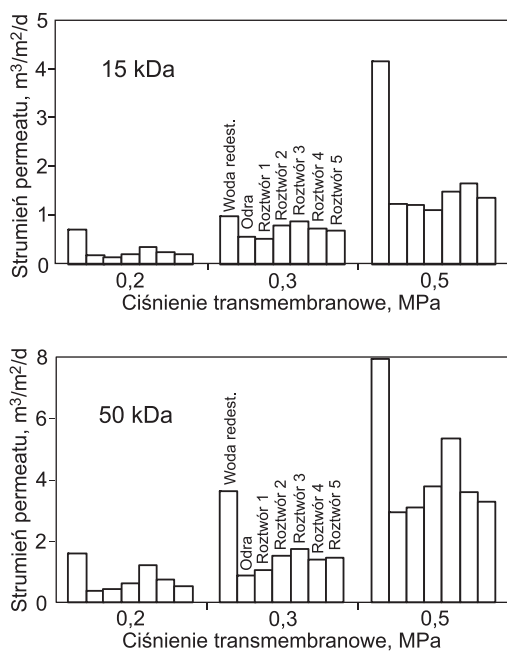 Strumień permeatu, m³/m²/d
5
4
3
2
1
0
15 kDa
Woda redest.
Odra
Roztwór 1
Roztwór 2
Roztwór 3
Roztwór 4
Roztwór 5
0,2
0,3
0,5
Ciśnienie transmembranowe, MPa
Strumień permeatu, m³/m²/d
8
6
4
2
0
50 kDa
Woda redest.
Odra
Roztwór 1
Roztwór 2
Roztwór 3
Roztwór 4
Roztwór 5
0,2
0,3
0,5
Ciśnienie transmembranowe, MPa